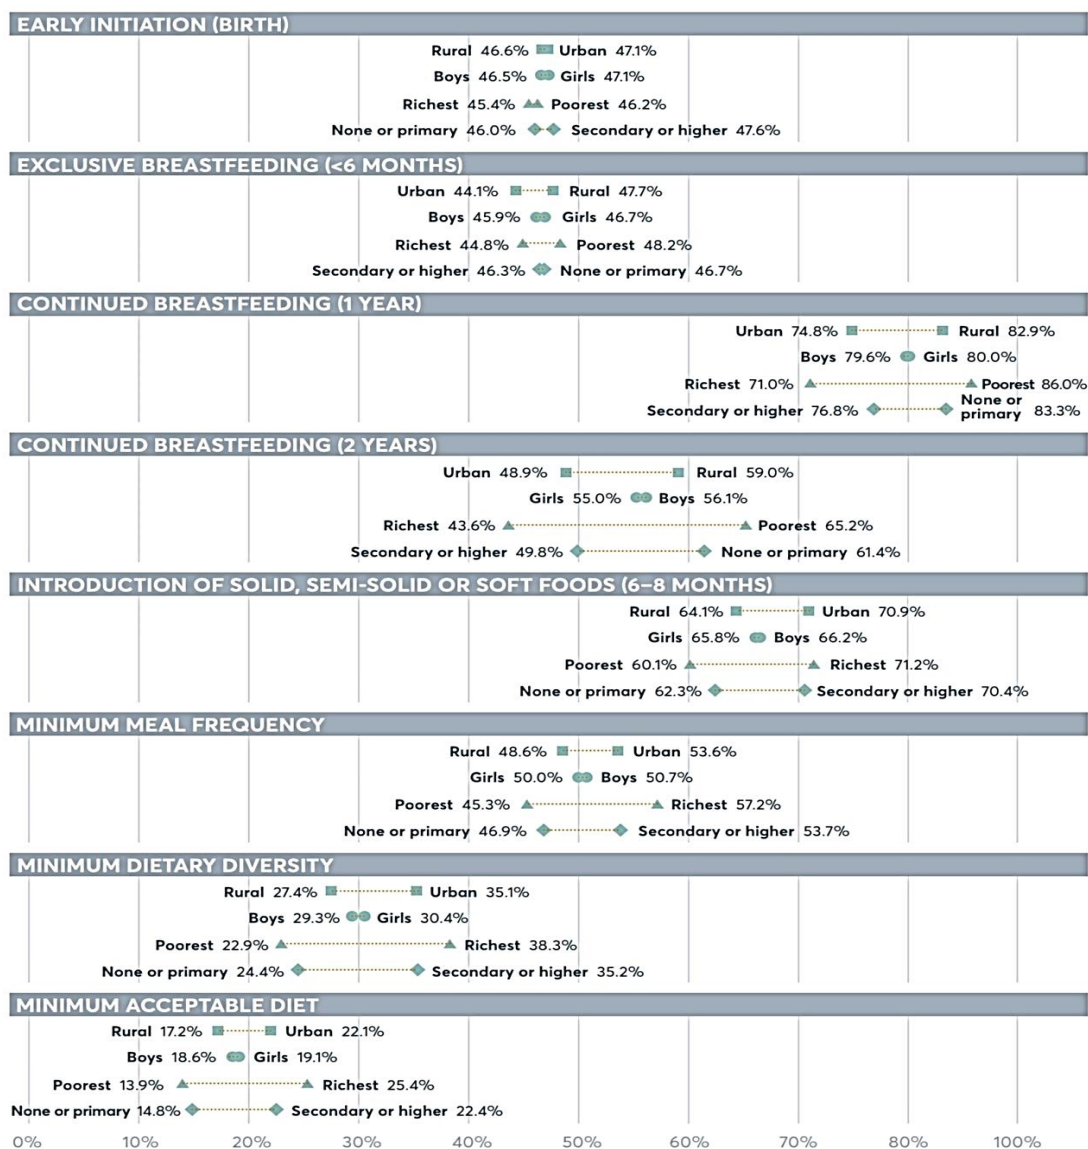 EARLY INITIATION (BIRTH)
Rural 46.6% Urban 47.1%
Boys 46.5% Girls 47.1%
Richest 45.4% Poorest 46.2%
None or primary 46.0% Secondary or higher 47.6%
EXCLUSIVE BREASTFEEDING (<6 MONTHS)
Urban 44.1% Rural 47.7%
Boys 45.9% Girls 46.7%
Richest 44.8% Poorest 48.2%
Secondary or higher 46.3% None or primary 46.7%
CONTINUED BREASTFEEDING (1 YEAR)
Urban 74.8% Rural 82.9%
Boys 79.6% Girls 80.0%
Richest 71.0% Poorest 86.0%
Secondary or higher 76.8% None or
primary 83.3%
CONTINUED BREASTFEEDING (2 YEARS)
Urban 48.9% Rural 59.0%
Girls 55.0% Boys 56.1%
Richest 43.6% Poorest 65.2%
Secondary or higher 49.8% None or primary 61.4%
INTRODUCTION OF SOLID, SEMI-SOLID OR SOFT FOODS (6–8 MONTHS)
Rural 64.1% Urban 70.9%
Girls 65.8% Boys 66.2%
Poorest 60.1% Richest 71.2%
None or primary 62.3% Secondary or higher 70.4%
MINIMUM MEAL FREQUENCY
Rural 48.6% Urban 53.6%
Girls 50.0% Boys 50.7%
Poorest 45.3% Richest 57.2%
None or primary 46.9% Secondary or higher 53.7%
MINIMUM DIETARY DIVERSITY
Rural 27.4% Urban 35.1%
Boys 29.3% Girls 30.4%
Poorest 22.9% Richest 38.3%
None or primary 24.4% Secondary or higher 35.2%
MINIMUM ACCEPTABLE DIET
Rural 17.2% Urban 22.1%
Boys 18.6% Girls 19.1%
Poorest 13.9% Richest 25.4%
None or primary 14.8% Secondary or higher 22.4%
0% 10% 20% 30% 40% 50% 60% 70% 80% 90% 100%